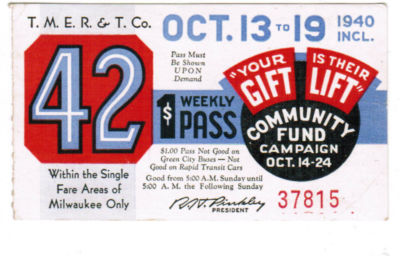 T. M. E. R. & T. Co.
OCT. 13 TO 19 1940 INCL.
42
Pass Must
Be Shown
UPON
Demand
$1 WEEKLY PASS
"YOUR GIFT IS THEIR LIFT"
COMMUNITY
FUND
CAMPAIGN
OCT. 14-24
$1.00 Pass Not Good on
Green City Buses — Not
Good on Rapid Transit Cars
Good from 5:00 A.M. Sunday until
5:00 A. M. the Following Sunday
Within the Single
Fare Areas of
Milwaukee Only
PRESIDENT
37815